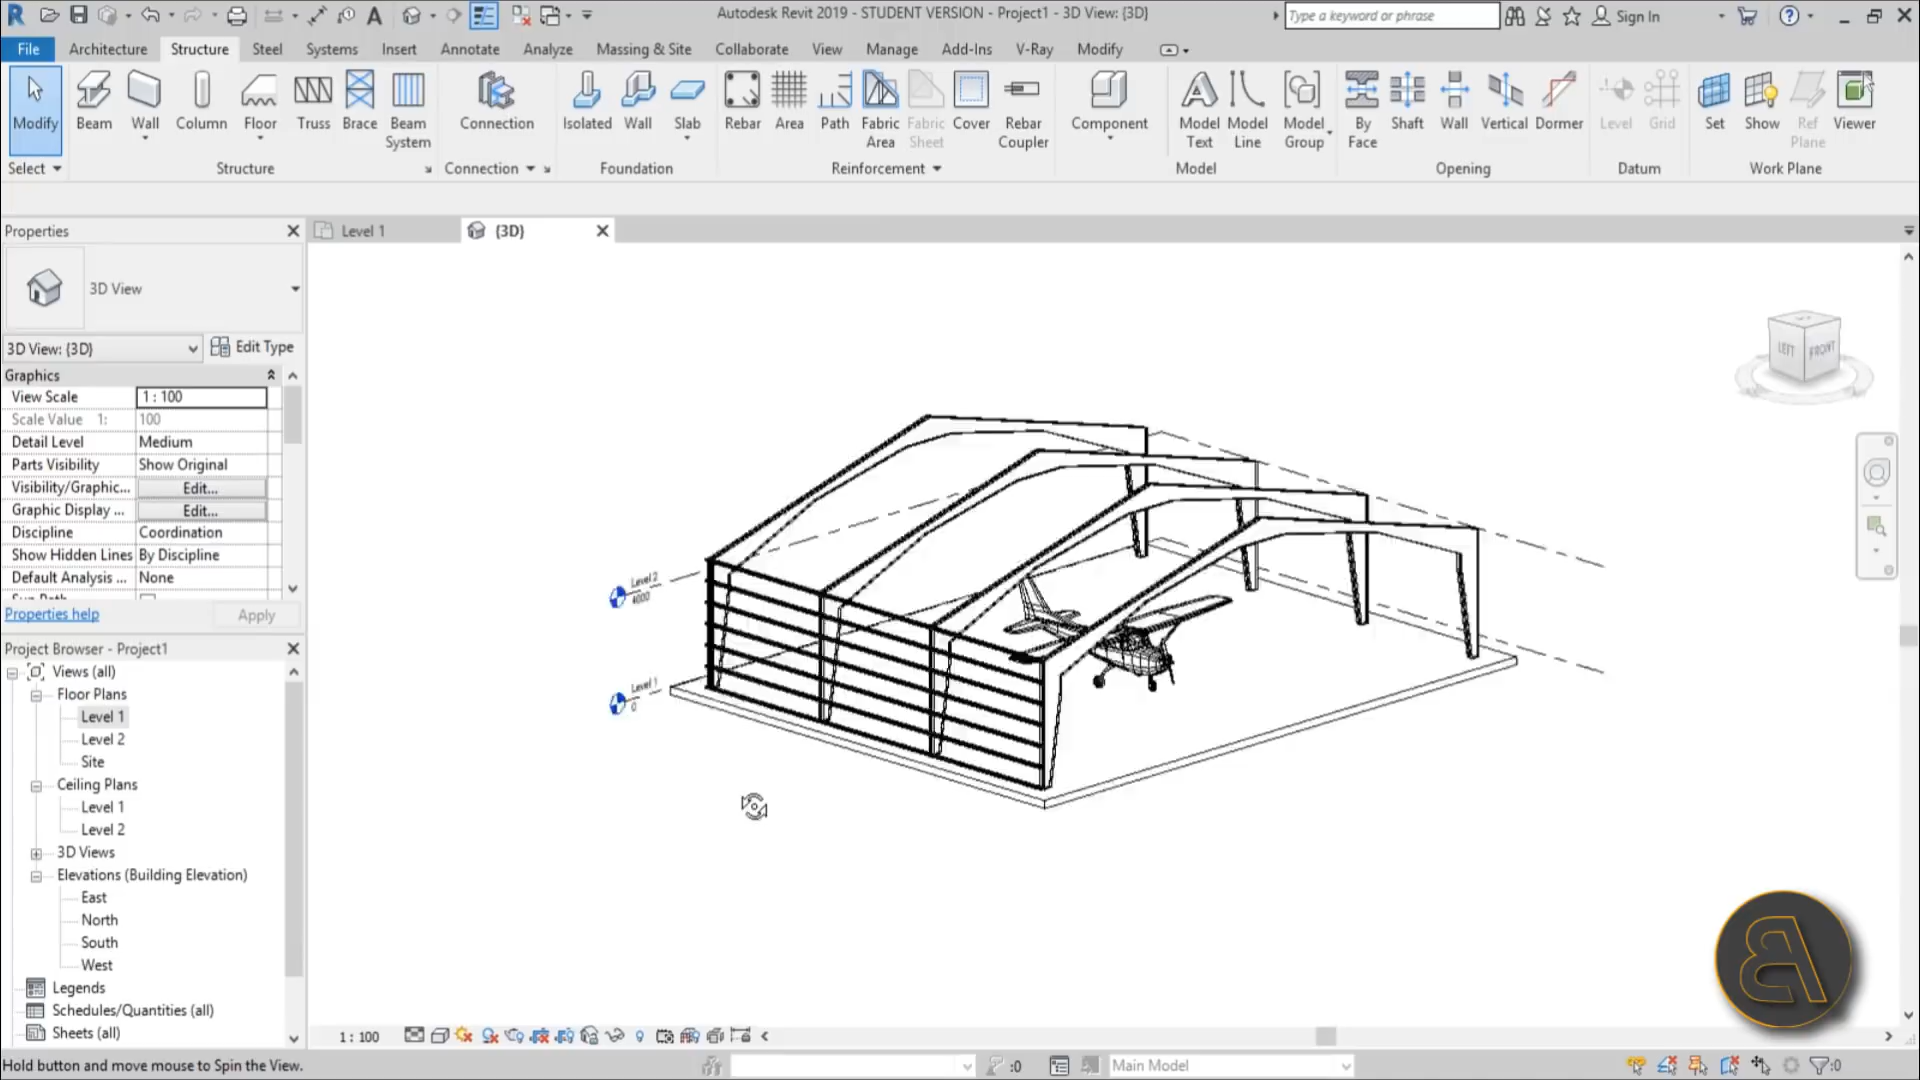 Autodesk Revit 2019 - STUDENT VERSION - Project1 - 3D View: {3D}
Type a keyword or phrase
Sign In
File Architecture Structure Steel Systems Insert Annotate Analyze Massing & Site Collaborate View Manage Add-Ins V-Ray Modify
Modify Beam Wall Column Floor Truss Brace Beam System Connection Isolated Wall Slab Rebar Area Path Fabric Area Fabric Sheet Cover Rebar Coupler Component Model Text Model Line Model Group By Face Shaft Wall Vertical Dormer Level Grid Set Show Ref Plane Viewer
Select Structure Connection Foundation Reinforcement Model Opening Datum Work Plane
Properties
Level 1
{3D}
3D View
3D View: {3D}
Edit Type
Graphics
View Scale 1 : 100
Scale Value 1: 100
Detail Level Medium
Parts Visibility Show Original
Visibility/Graphic... Edit...
Graphic Display ... Edit...
Discipline Coordination
Show Hidden Lines By Discipline
Default Analysis ... None
Properties help
Apply
LEFT
FRONT
Level 2
4000
Level 1
0
Project Browser - Project1
Views (all)
Floor Plans
Level 1
Level 2
Site
Ceiling Plans
Level 1
Level 2
3D Views
Elevations (Building Elevation)
East
North
South
West
Legends
Schedules/Quantities (all)
Sheets (all)
1 : 100
Hold button and move mouse to Spin the View.
:0
Main Model
:0